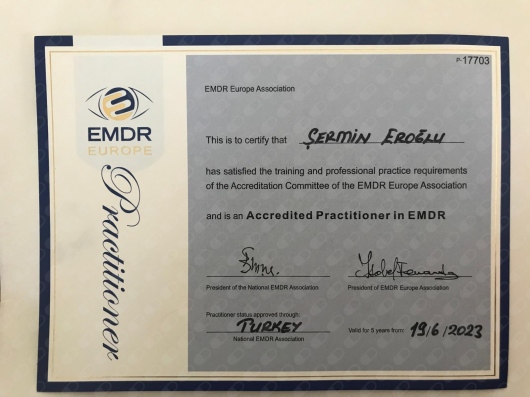 P-17703
EMDR
EUROPE
Practitioner
EMDR Europe Association
This is to certify that ŞERMİN EROĞLU
has satisfied the training and professional practice requirements
of the Accreditation Committee of the EMDR Europe Association
and is an Accredited Practitioner in EMDR
President of the National EMDR Association
President of EMDR Europe Association
Practitioner status approved through:
TURKEY
National EMDR Association
Valid for 5 years from: 19/6/2023